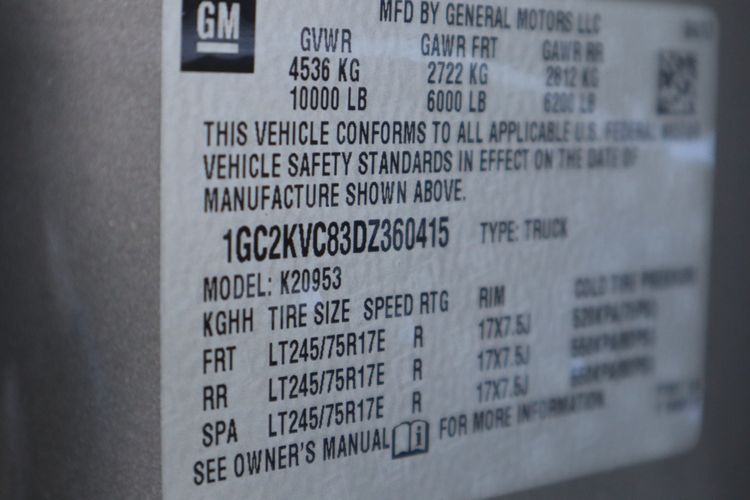 GM
MFD BY GENERAL MOTORS LLC
GVWR GAWR FRT GAWR RR
4536 KG 2722 KG 2812 KG
10000 LB 6000 LB 6200 LB
THIS VEHICLE CONFORMS TO ALL APPLICABLE U.S. FEDERAL MOTOR
VEHICLE SAFETY STANDARDS IN EFFECT ON THE DATE OF
MANUFACTURE SHOWN ABOVE.
1GC2KVC83DZ360415 TYPE: TRUCK
MODEL: K20953
KGHH TIRE SIZE SPEED RTG RIM COLD TIRE PRESSURE
FRT LT245/75R17E R 17X7.5J
RR LT245/75R17E R 17X7.5J
SPA LT245/75R17E R 17X7.5J
SEE OWNER'S MANUAL FOR MORE INFORMATION